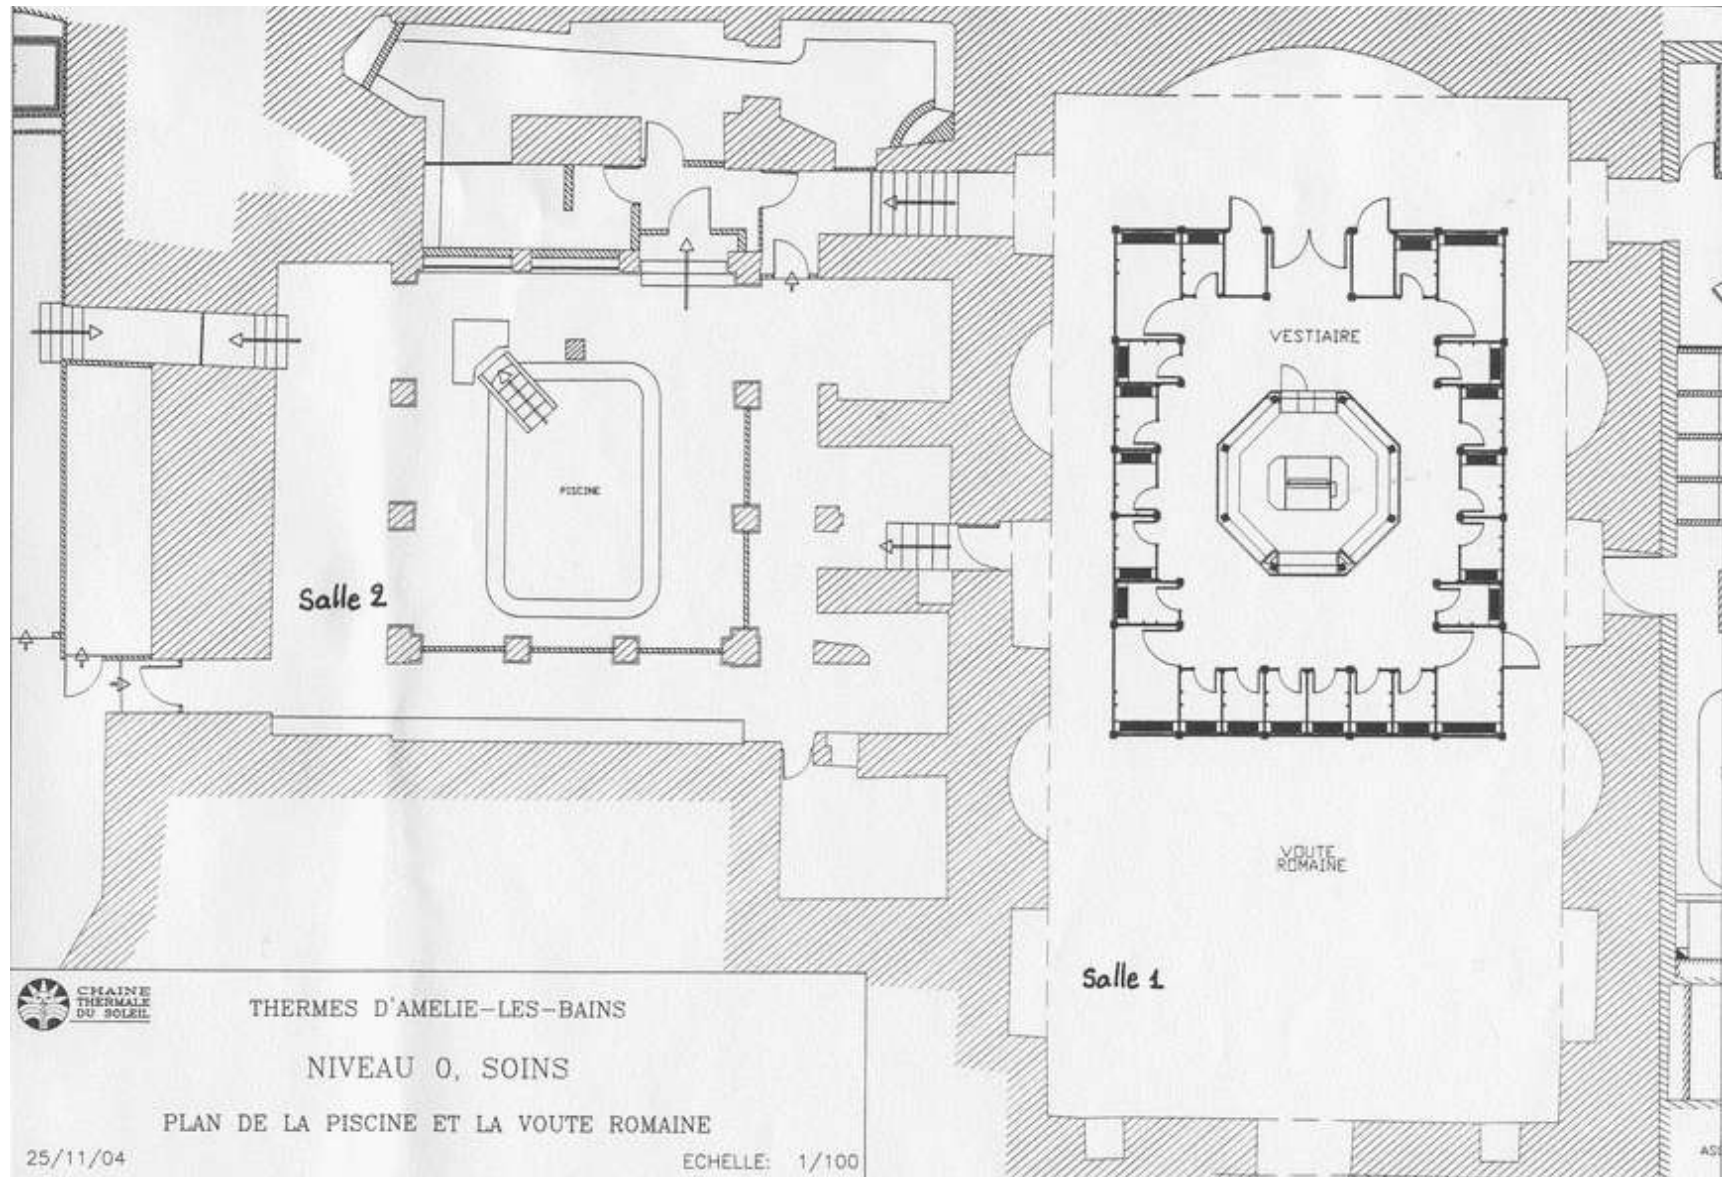 VESTIAIRE
PISCINE
Salle 2
VOUTE
ROMAINE
Salle 1
CHAINE
THERMALE
DU SOLEIL
THERMES D'AMELIE-LES-BAINS
NIVEAU 0, SOINS
PLAN DE LA PISCINE ET LA VOUTE ROMAINE
25/11/04
ECHELLE: 1/100